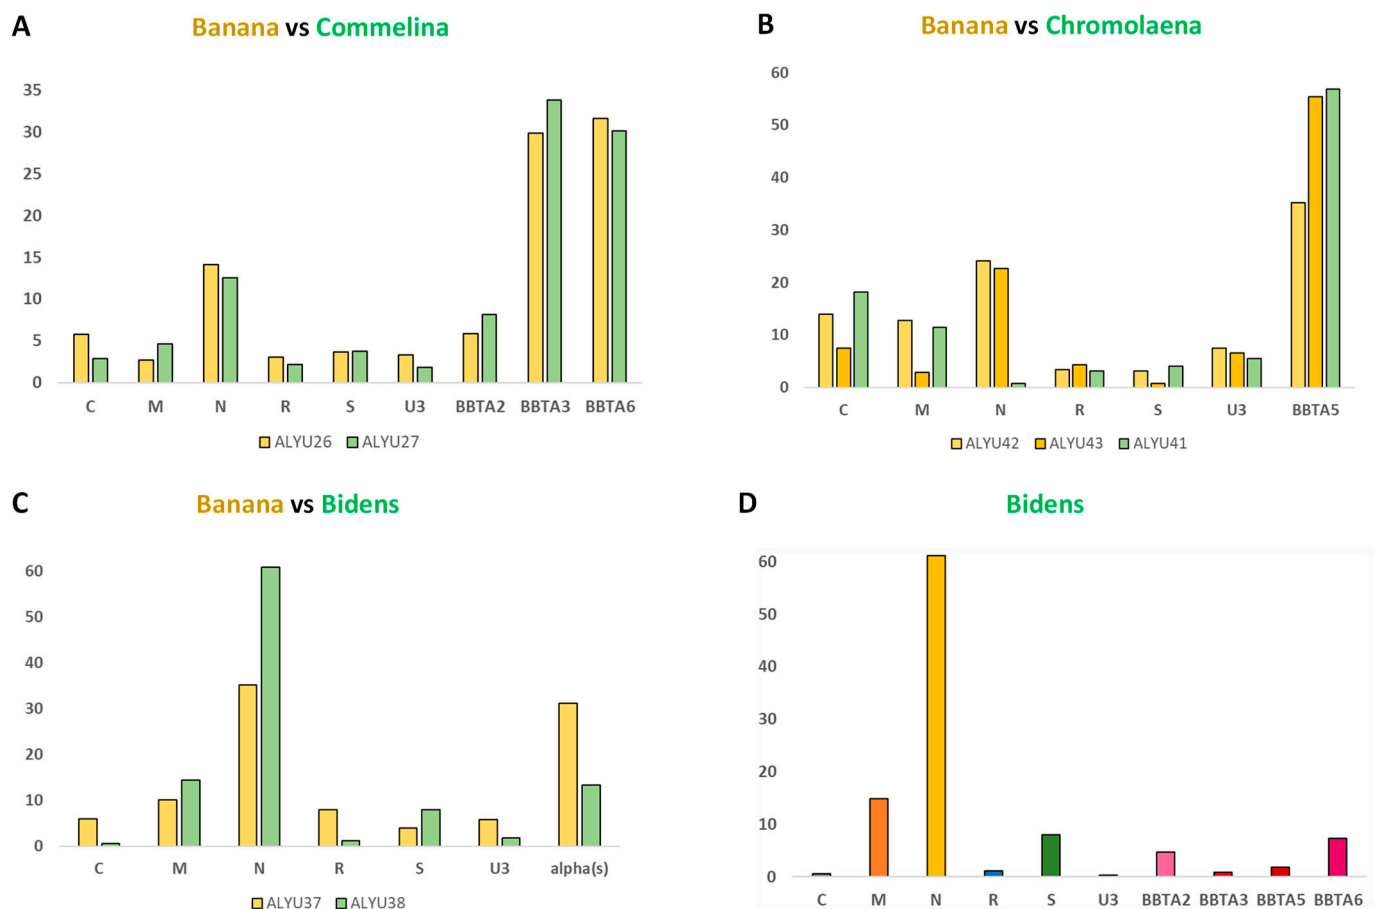 A
Banana vs Commelina
35
30
25
20
15
10
5
0
C M N R S U3 BBTA2 BBTA3 BBTA6
ALYU26 ALYU27
B
Banana vs Chromolaena
60
50
40
30
20
10
0
C M N R S U3 BBTA5
ALYU42 ALYU43 ALYU41
C
Banana vs Bidens
60
50
40
30
20
10
0
C M N R S U3 alpha(s)
ALYU37 ALYU38
D
Bidens
60
50
40
30
20
10
0
C M N R S U3 BBTA2 BBTA3 BBTA5 BBTA6